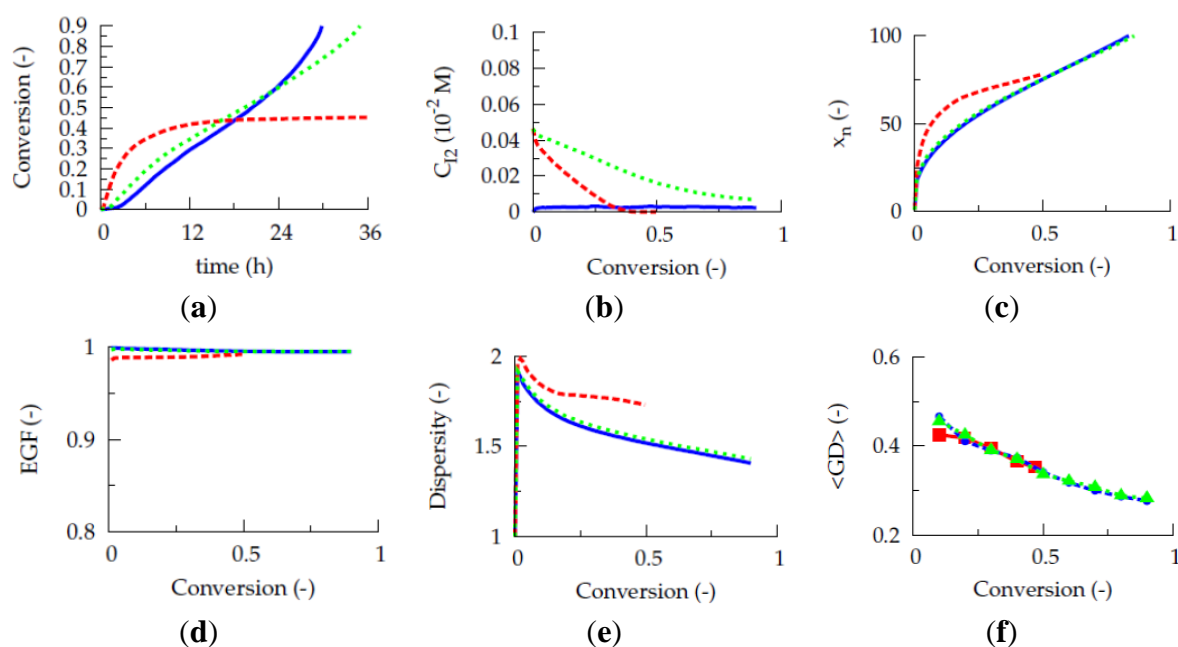 0.9
0.8
0.7
0.6
0.5
0.4
0.3
0.2
0.1
0
Conversion (-)
0 12 24 36
time (h)
(a)
0.1
0.08
0.06
0.04
0.02
0
C_I2 (10^-2 M)
0 0.5 1
Conversion (-)
(b)
100
75
50
25
0
x_n (-)
0 0.5 1
Conversion (-)
(c)
1
0.9
0.8
EGF (-)
0 0.5 1
Conversion (-)
(d)
2
1.5
1
Dispersity (-)
0 0.5 1
Conversion (-)
(e)
0.6
0.4
0.2
<GD> (-)
0 0.5 1
Conversion (-)
(f)